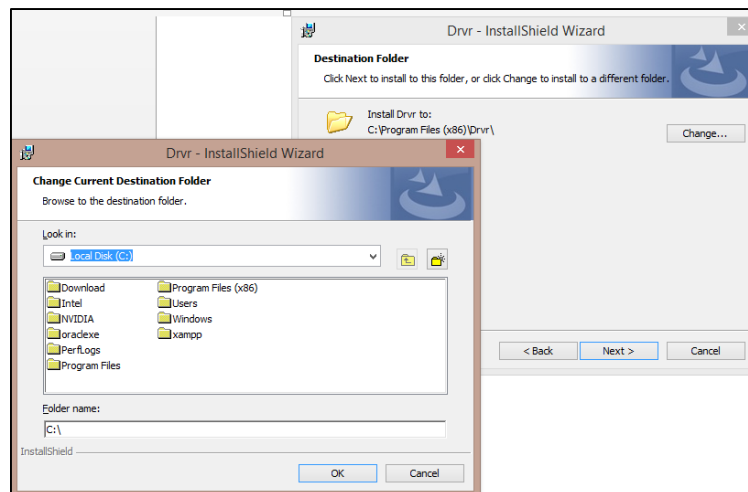 Drvr - InstallShield Wizard
Destination Folder
Click Next to install to this folder, or click Change to install to a different folder.
Install Drvr to:
C:\Program Files (x86)\Drvr\
Change...
< Back
Next >
Cancel
Drvr - InstallShield Wizard
Change Current Destination Folder
Browse to the destination folder.
Look in:
Local Disk (C:)
Download
Intel
NVIDIA
oraclexe
PerfLogs
Program Files
Program Files (x86)
Users
Windows
xampp
Folder name:
C:\
InstallShield
OK
Cancel